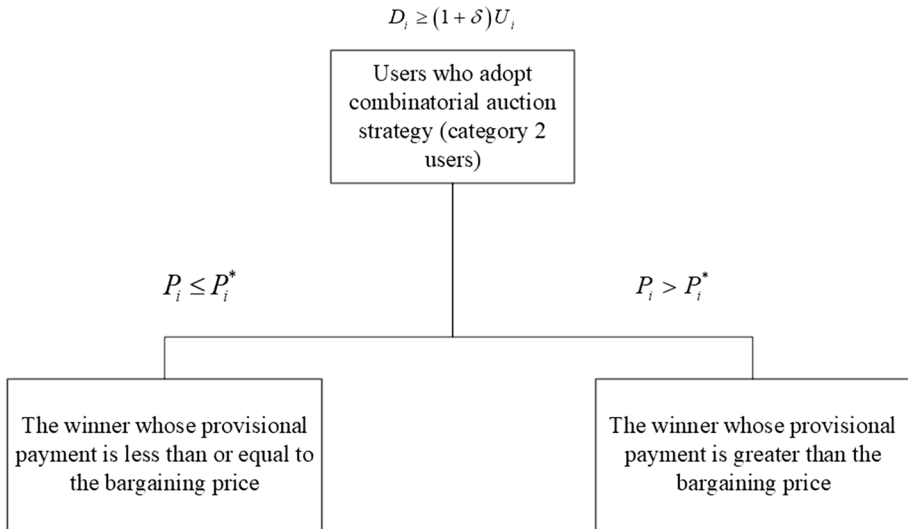 D_i ≥ (1 + δ)U_i
Users who adopt
combinatorial auction
strategy (category 2
users)
P_i ≤ P_i^*
P_i > P_i^*
The winner whose provisional
payment is less than or equal to
the bargaining price
The winner whose provisional
payment is greater than the
bargaining price